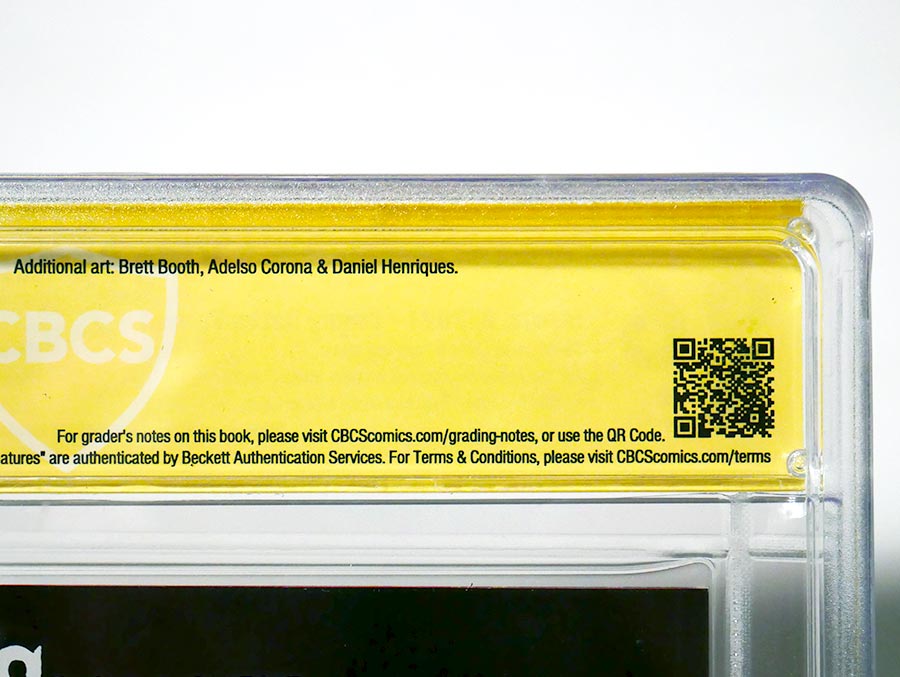 Additional art: Brett Booth, Adelso Corona & Daniel Henriques.
CBCS
For grader's notes on this book, please visit CBCScomics.com/grading-notes, or use the QR Code.
atures" are authenticated by Beckett Authentication Services. For Terms & Conditions, please visit CBCScomics.com/terms
g